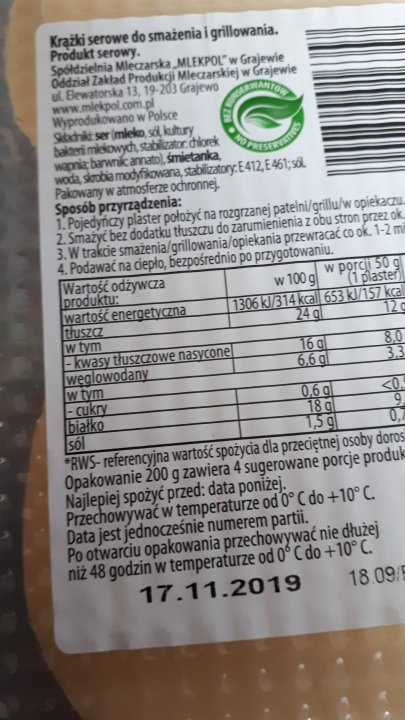 Krążki serowe do smażenia i grillowania.
Produkt serowy.
Spółdzielnia Mleczarska „MLEKPOL" w Grajewie
Oddział Zakład Produkcji Mleczarskiej w Grajewie
ul. Elewatorska 13, 19-203 Grajewo
www.mlekpol.com.pl
Wyprodukowano w Polsce
BEZ KONSERWANTÓW
• NO PRESERVATIVES
Składniki: ser (mleko, sól, kultury
bakterii mlekowych, stabilizator: chlorek
wapnia; barwnik: annato), śmietanka,
woda, skrobia modyfikowana, stabilizatory: E 412, E 461; sól.
Pakowany w atmosferze ochronnej.
Sposób przyrządzenia:
1. Pojedyńczy plaster położyć na rozgrzanej patelni/grillu/w opiekaczu.
2. Smażyć bez dodatku tłuszczu do zarumienienia z obu stron przez ok.
3. W trakcie smażenia/grillowania/opiekania przewracać co ok. 1-2 mi
4. Podawać na ciepło, bezpośrednio po przygotowaniu.
Wartość odżywcza produktu: w 100 g w porcji 50 g (1 plaster)
wartość energetyczna 1306 kJ/314 kcal 653 kJ/157 kcal
tłuszcz 24 g 12 g
w tym
- kwasy tłuszczowe nasycone 16 g 8,0
węglowodany 6,6 g 3,3
w tym
- cukry 0,6 g <0,
białko 18 g 9,
sól 1,5 g 0,7
*RWS- referencyjna wartość spożycia dla przeciętnej osoby doros
Opakowanie 200 g zawiera 4 sugerowane porcje produk
Najlepiej spożyć przed: data poniżej.
Przechowywać w temperaturze od 0° C do +10° C.
Data jest jednocześnie numerem partii.
Po otwarciu opakowania przechowywać nie dłużej
niż 48 godzin w temperaturze od 0° C do +10° C.
17.11.2019 18.09/